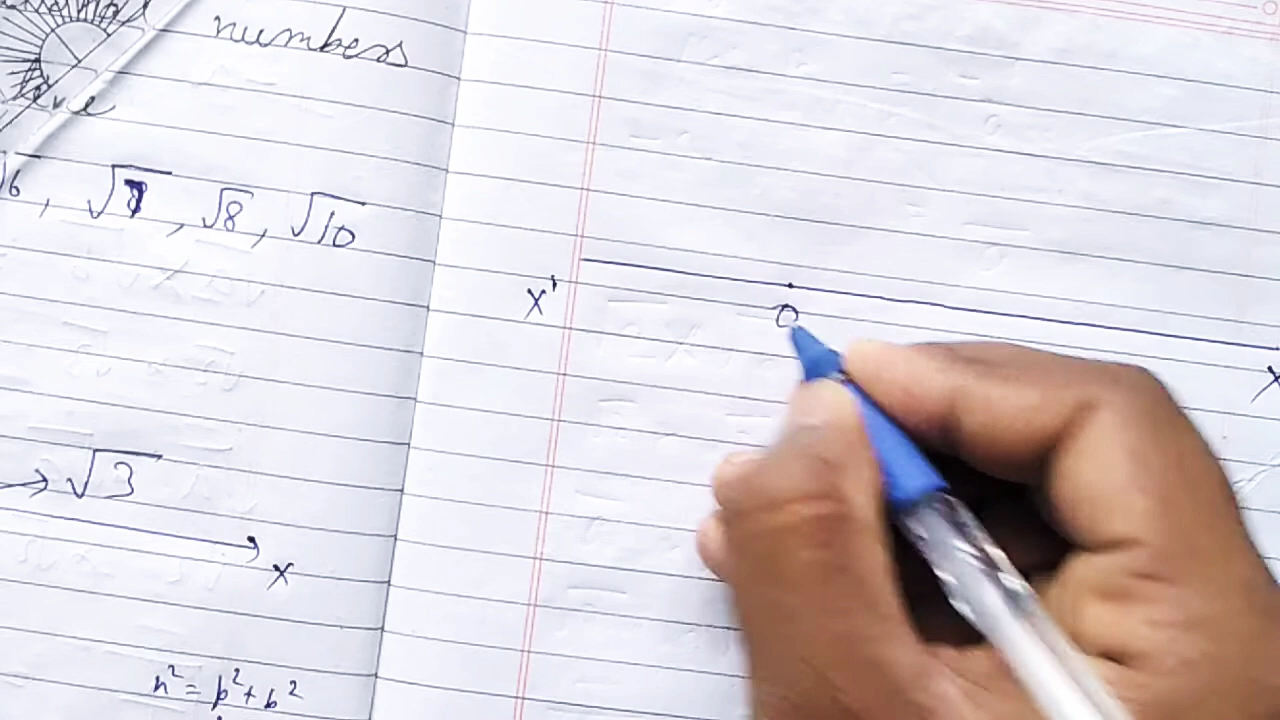 numbers
√6, √7, √8, √10
→ √3
X
h² = p² + b²
X'
O
X